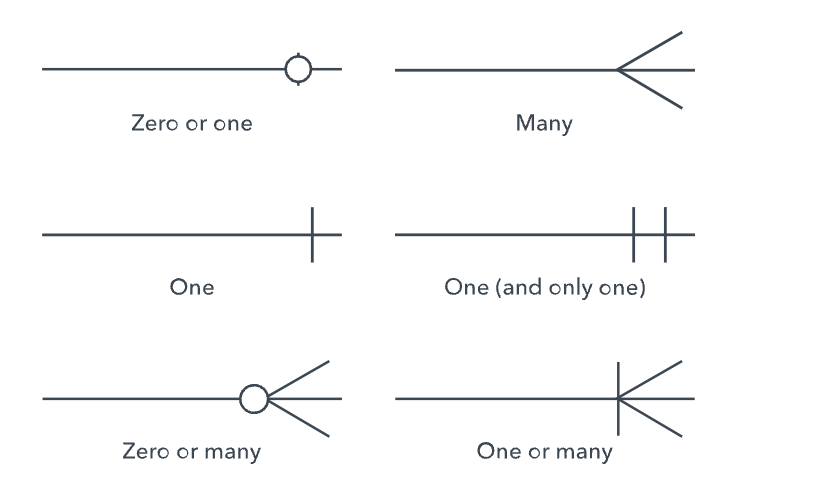 Zero or one
Many
One
One (and only one)
Zero or many
One or many